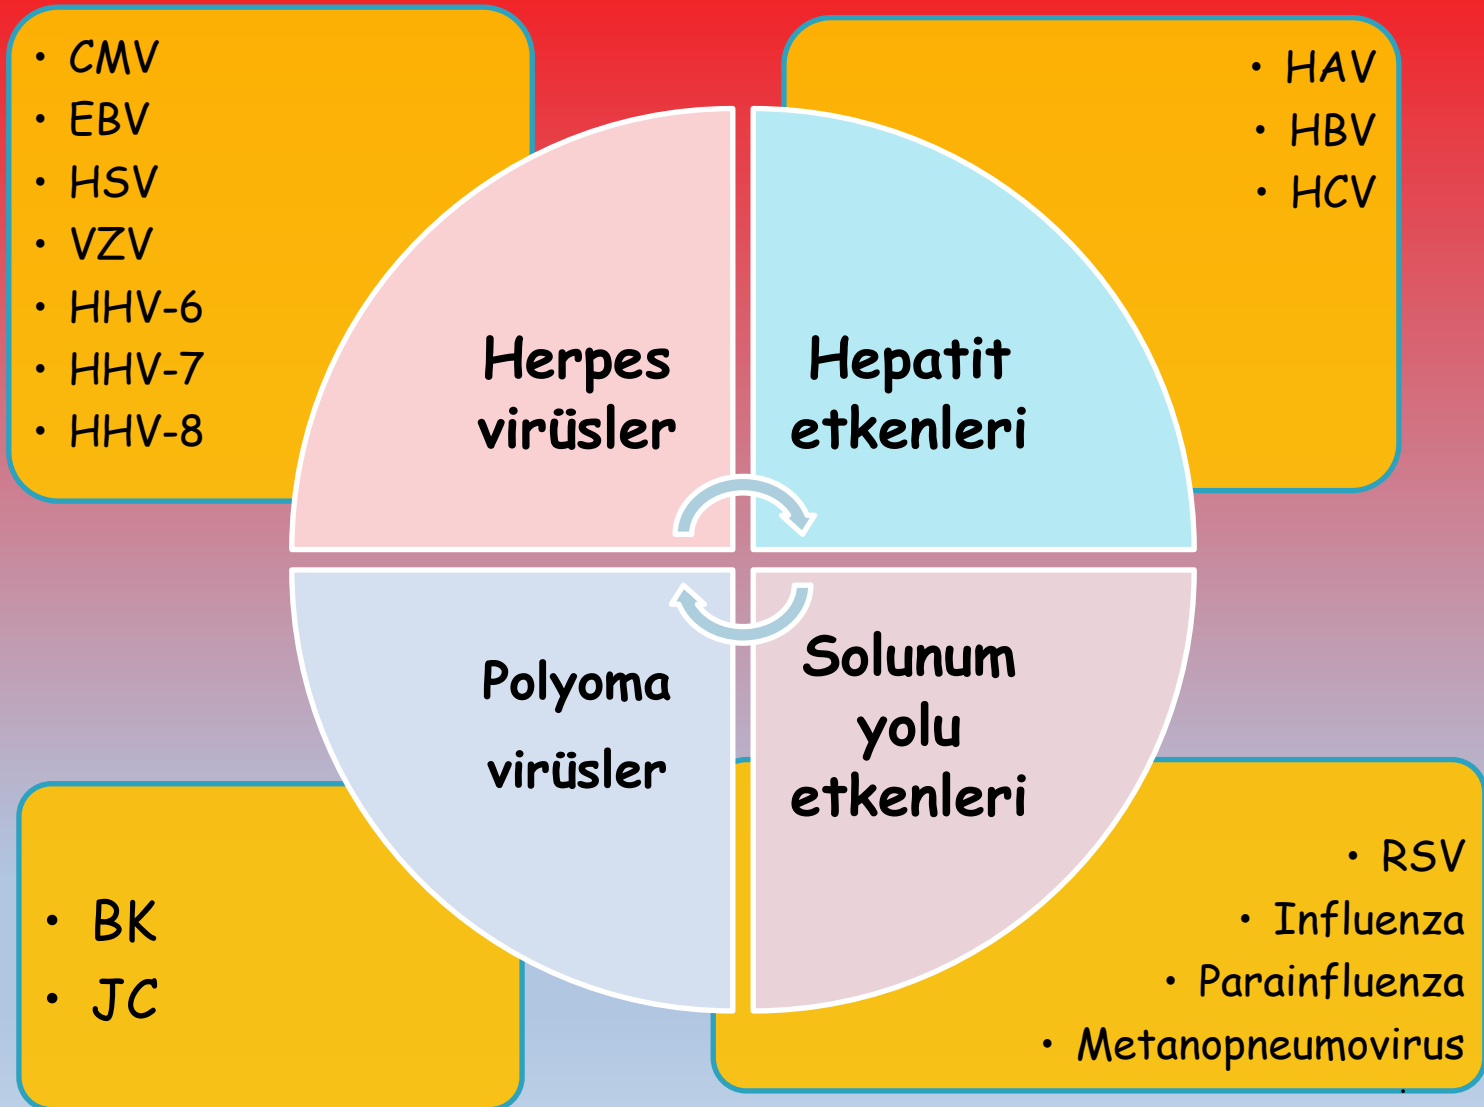 • CMV
• EBV
• HSV
• VZV
• HHV-6
• HHV-7
• HHV-8
• HAV
• HBV
• HCV
Herpes
virüsler
Hepatit
etkenleri
Polyoma
virüsler
Solunum
yolu
etkenleri
• BK
• JC
• RSV
• Influenza
• Parainfluenza
• Metanopneumovirus